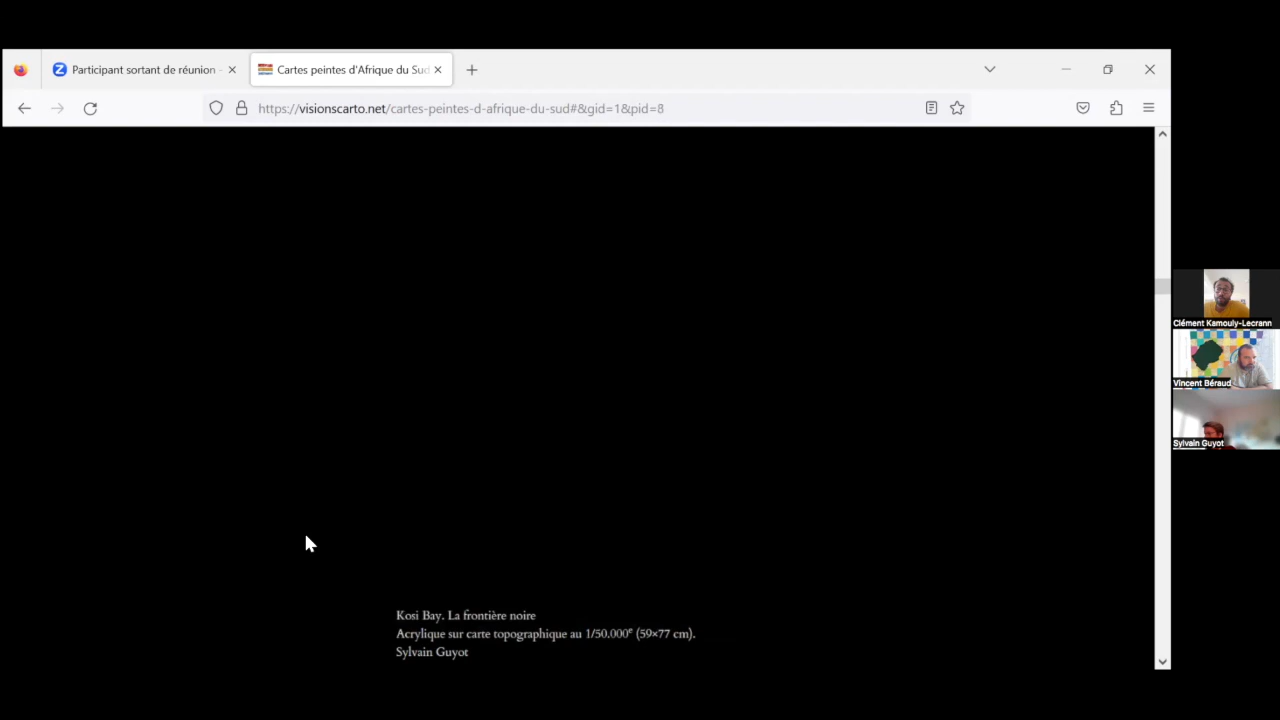 Participant sortant de réunion -
Cartes peintes d'Afrique du Sud
https://visionscarto.net/cartes-peintes-d-afrique-du-sud#&gid=1&pid=8
Clément Kamouly-Lecrann
Vincent Béraud
Sylvain Guyot
Kosi Bay. La frontière noire
Acrylique sur carte topographique au 1/50.000e (59×77 cm).
Sylvain Guyot